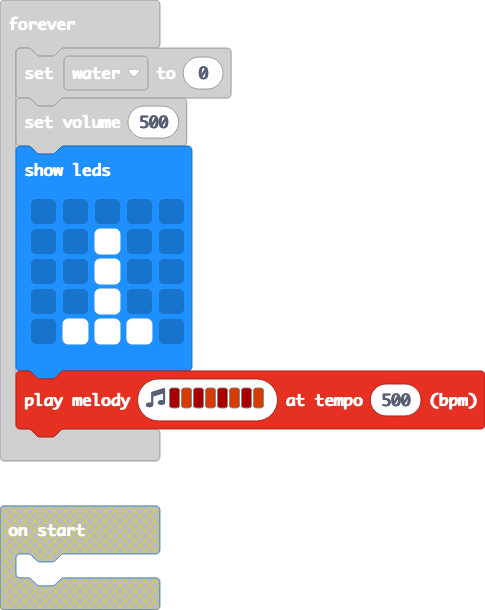 forever
set water to 0
set volume 500
show leds
play melody at tempo 500 (bpm)
on start